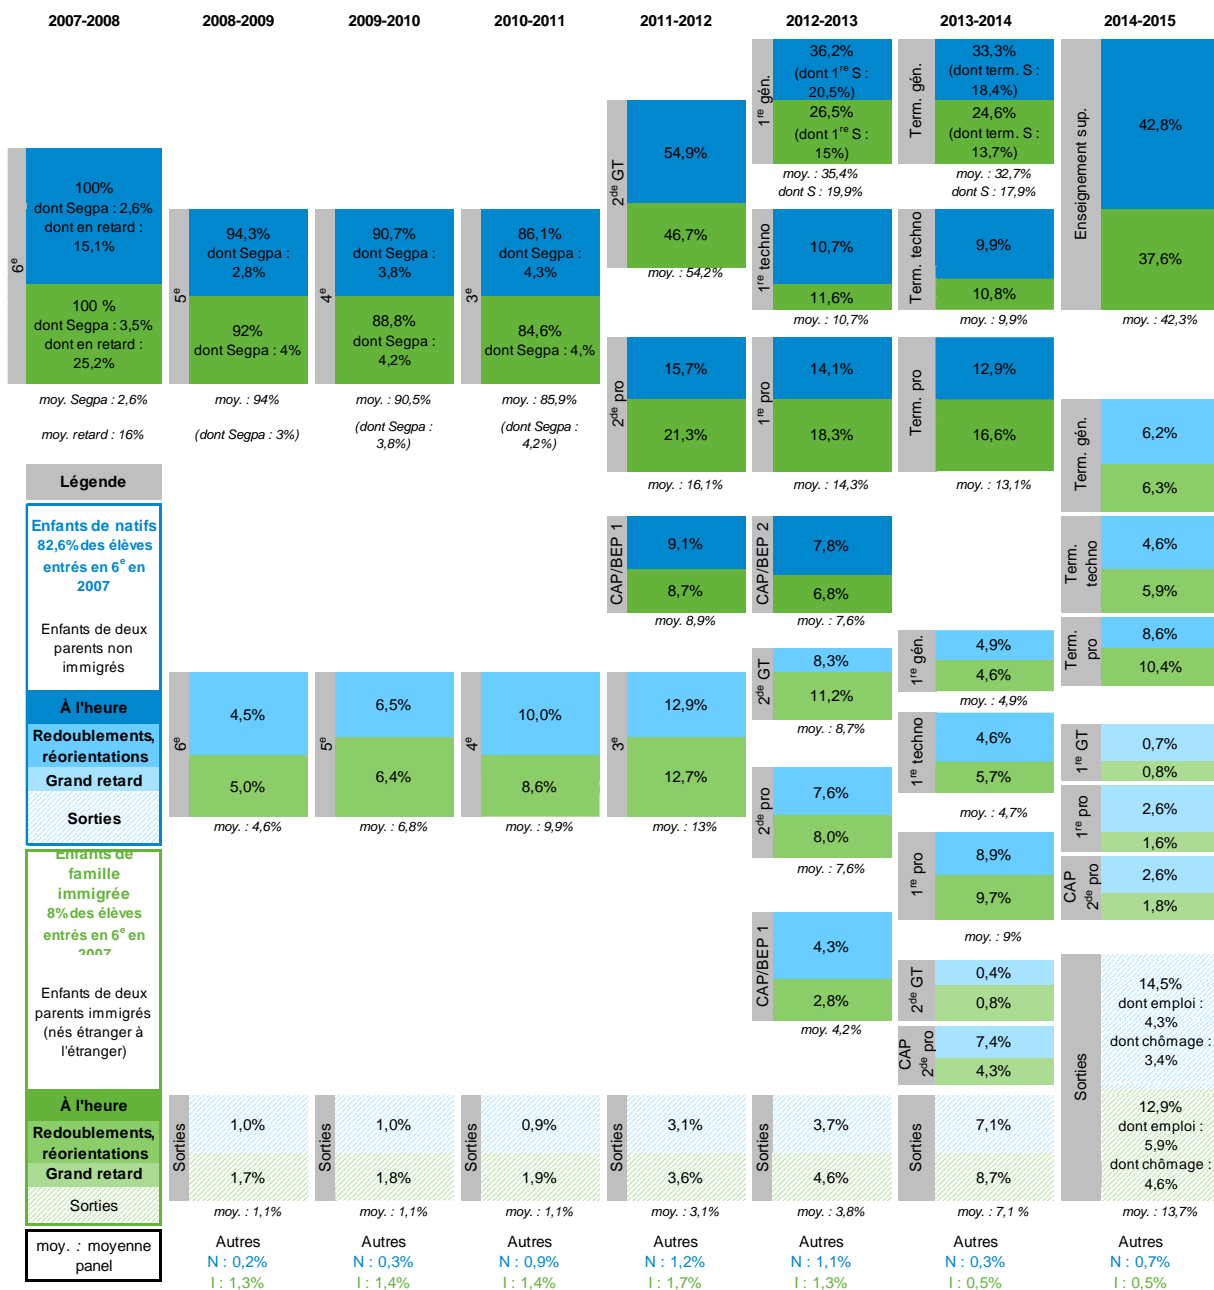 2007-2008
2008-2009
2009-2010
2010-2011
2011-2012
2012-2013
2013-2014
2014-2015
6e
100%
dont Segpa : 2,6%
dont en retard :
15,1%
100 %
dont Segpa : 3,5%
dont en retard :
25,2%
moy. Segpa : 2,6%
moy. retard : 16%
5e
94,3%
dont Segpa :
2,8%
92%
dont Segpa : 4%
moy. : 94%
(dont Segpa : 3%)
4e
90,7%
dont Segpa :
3,8%
88,8%
dont Segpa :
4,2%
moy. : 90,5%
(dont Segpa :
3,8%)
3e
86,1%
dont Segpa :
4,3%
84,6%
dont Segpa : 4,%
moy. : 85,9%
(dont Segpa :
4,2%)
2de GT
54,9%
46,7%
moy. : 54,2%
1re gén.
36,2%
(dont 1re S :
20,5%)
26,5%
(dont 1re S :
15%)
moy. : 35,4%
dont S : 19,9%
Term. gén.
33,3%
(dont term. S :
18,4%)
24,6%
(dont term. S :
13,7%)
moy. : 32,7%
dont S : 17,9%
Enseignement sup.
42,8%
37,6%
moy. : 42,3%
1re techno
10,7%
11,6%
moy. : 10,7%
Term. techno
9,9%
10,8%
moy. : 9,9%
2de pro
15,7%
21,3%
moy. : 16,1%
1re pro
14,1%
18,3%
moy. : 14,3%
Term. pro
12,9%
16,6%
moy. : 13,1%
Term. gén.
6,2%
6,3%
CAP/BEP 1
9,1%
8,7%
moy. 8,9%
CAP/BEP 2
7,8%
6,8%
moy. : 7,6%
Term.
techno
4,6%
5,9%
Term.
pro
8,6%
10,4%
6e
4,5%
5,0%
moy. : 4,6%
5e
6,5%
6,4%
moy. : 6,8%
4e
10,0%
8,6%
moy. : 9,9%
3e
12,9%
12,7%
moy. : 13%
2de GT
8,3%
11,2%
moy. : 8,7%
1re gén.
4,9%
4,6%
moy. : 4,9%
1re techno
4,6%
5,7%
moy. : 4,7%
1re GT
0,7%
0,8%
2de pro
7,6%
8,0%
moy. : 7,6%
1re pro
8,9%
9,7%
moy. : 9%
1re pro
2,6%
1,6%
CAP
2de pro
2,6%
1,8%
CAP/BEP 1
4,3%
2,8%
moy. 4,2%
2de GT
0,4%
0,8%
CAP
2de pro
7,4%
4,3%
Sorties
1,0%
1,7%
moy. : 1,1%
Sorties
1,0%
1,8%
moy. : 1,1%
Sorties
0,9%
1,9%
moy. : 1,1%
Sorties
3,1%
3,6%
moy. : 3,1%
Sorties
3,7%
4,6%
moy. : 3,8%
Sorties
7,1%
8,7%
moy. : 7,1 %
Sorties
14,5%
dont emploi :
4,3%
dont chômage :
3,4%
12,9%
dont emploi :
5,9%
dont chômage :
4,6%
moy. : 13,7%
Légende
Enfants de natifs
82,6% des élèves
entrés en 6e en
2007
Enfants de deux
parents non
immigrés
À l'heure
Redoublements,
réorientations
Grand retard
Sorties
Enfants de
famille
immigrée
8% des élèves
entrés en 6e en
2007
Enfants de deux
parents immigrés
(nés étranger à
l'étranger)
À l'heure
Redoublements,
réorientations
Grand retard
Sorties
moy. : moyenne
panel
Autres
N : 0,2%
I : 1,3%
Autres
N : 0,3%
I : 1,4%
Autres
N : 0,9%
I : 1,4%
Autres
N : 1,2%
I : 1,7%
Autres
N : 1,1%
I : 1,3%
Autres
N : 0,3%
I : 0,5%
Autres
N : 0,7%
I : 0,5%